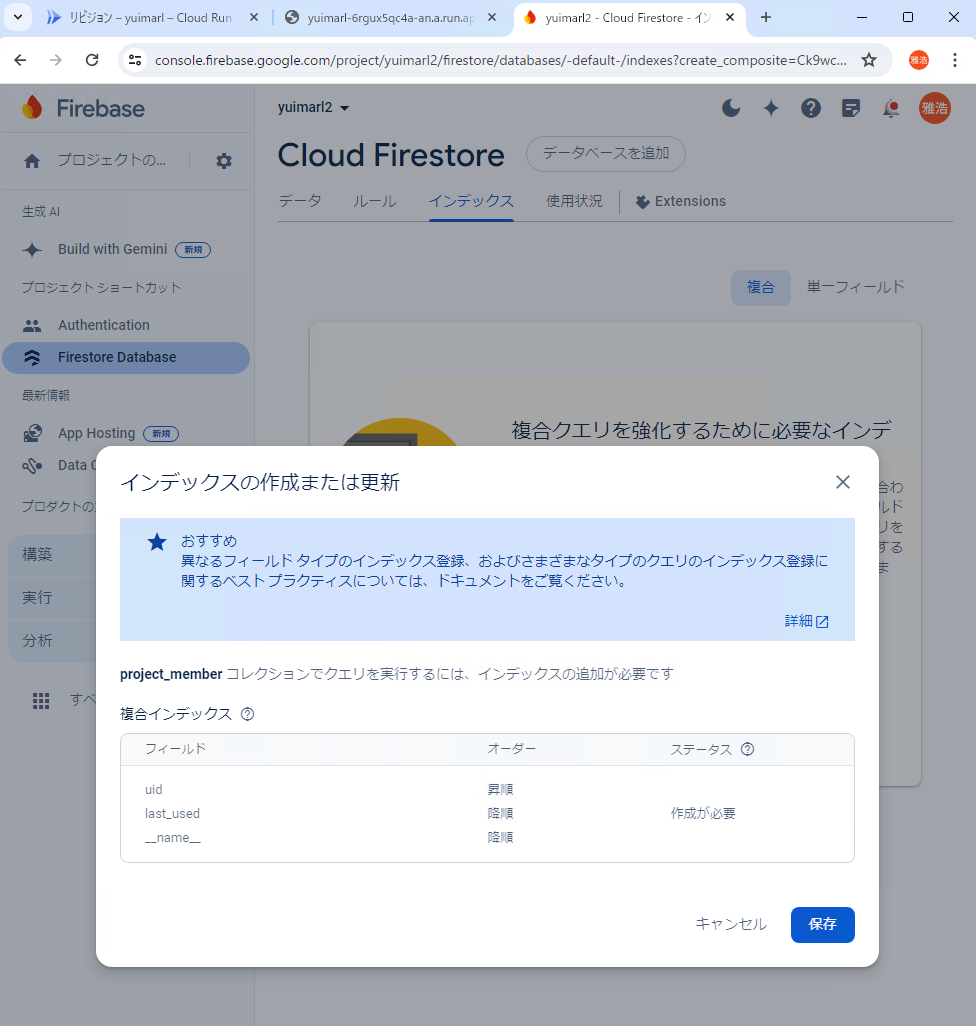 リビジョン – yuimarl – Cloud Run
yuimarl-6rgux5qc4a-an.a.run.ap
yuimarl2 - Cloud Firestore - イン
console.firebase.google.com/project/yuimarl2/firestore/databases/-default-/indexes?create_composite=Ck9wc...
雅浩
Firebase
yuimarl2
雅浩
プロジェクトの...
Cloud Firestore
データベースを追加
データ
ルール
インデックス
使用状況
Extensions
生成 AI
Build with Gemini
新規
プロジェクト ショートカット
複合
単一フィールド
Authentication
Firestore Database
最新情報
App Hosting
新規
複合クエリを強化するために必要なインデ
Data C
プロダクトの
構築
実行
分析
すべ
合わ
ルド
リを
する
ま
インデックスの作成または更新
おすすめ
異なるフィールド タイプのインデックス登録、およびさまざまなタイプのクエリのインデックス登録に
関するベスト プラクティスについては、ドキュメントをご覧ください。
詳細
project_member コレクションでクエリを実行するには、インデックスの追加が必要です
複合インデックス
フィールド オーダー ステータス
uid 昇順
last_used 降順 作成が必要
__name__ 降順
キャンセル
保存